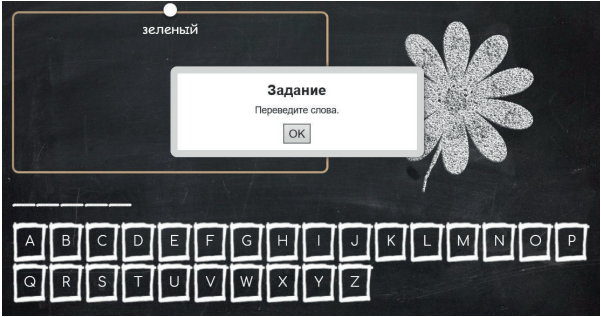 зеленый
Задание
Переведите слова.
OK
A B C D E F G H I J K L M N O P
Q R S T U V W X Y Z